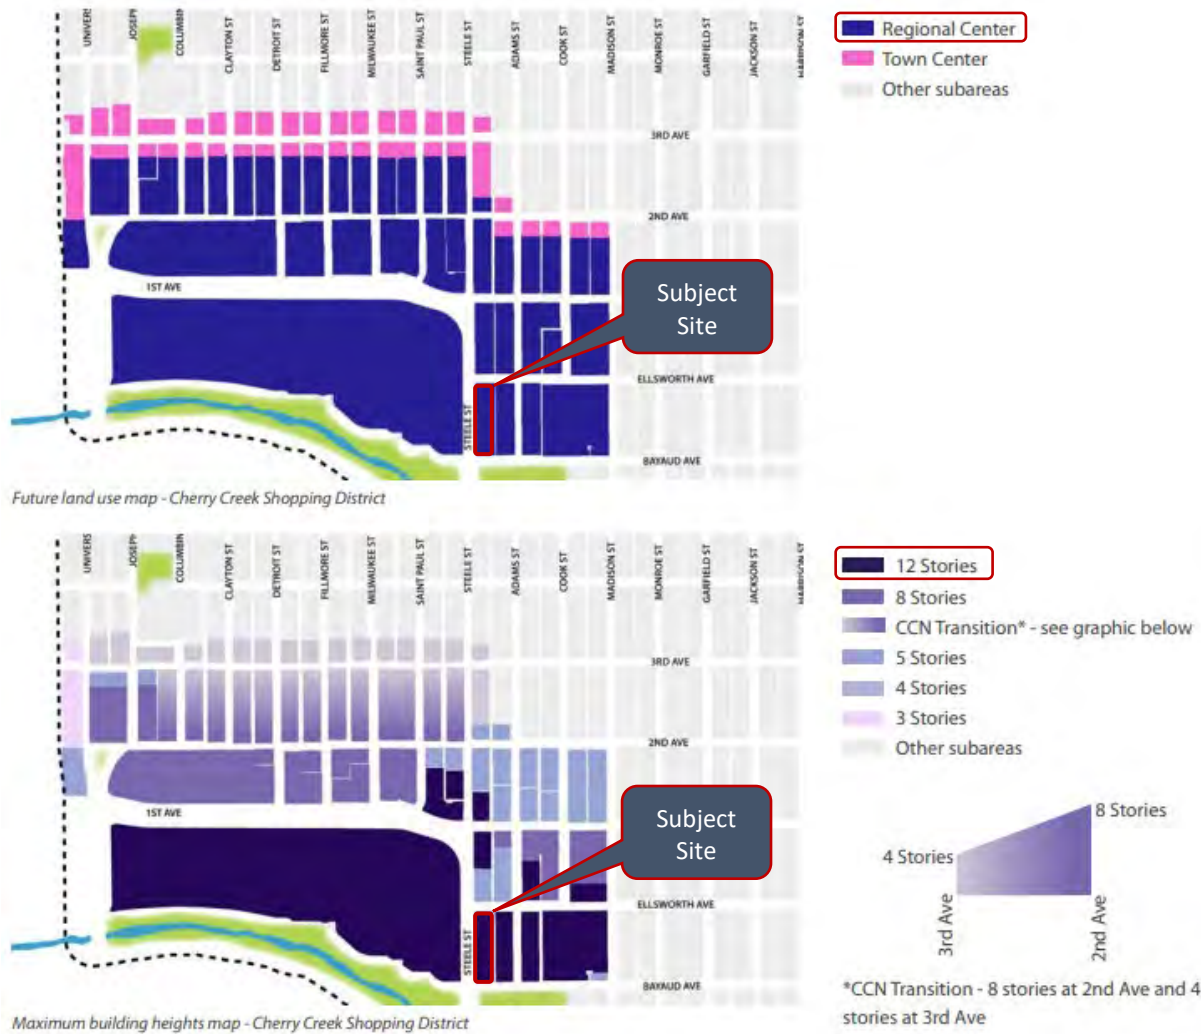 UNIVERS
JOSEPH
COLUMBIN
CLAYTON ST
DETROIT ST
FILLMORE ST
MILWAUKEE ST
SAINT PAUL ST
STEELE ST
ADAMS ST
COOK ST
MADISON ST
MONROE ST
GARFIELD ST
JACKSON ST
Regional Center
Town Center
Other subareas
3RD AVE
2ND AVE
1ST AVE
Subject
Site
ELLSWORTH AVE
STEELE ST
BAYAUD AVE
Future land use map - Cherry Creek Shopping District
UNIVERS
JOSEPH
COLUMBIN
CLAYTON ST
DETROIT ST
FILLMORE ST
MILWAUKEE ST
SAINT PAUL ST
STEELE ST
ADAMS ST
COOK ST
MADISON ST
MONROE ST
GARFIELD ST
JACKSON ST
12 Stories
8 Stories
CCN Transition* - see graphic below
5 Stories
4 Stories
3 Stories
Other subareas
3RD AVE
2ND AVE
1ST AVE
Subject
Site
ELLSWORTH AVE
STEELE ST
BAYAUD AVE
8 Stories
4 Stories
3rd Ave
2nd Ave
*CCN Transition - 8 stories at 2nd Ave and 4
stories at 3rd Ave
Maximum building heights map - Cherry Creek Shopping District